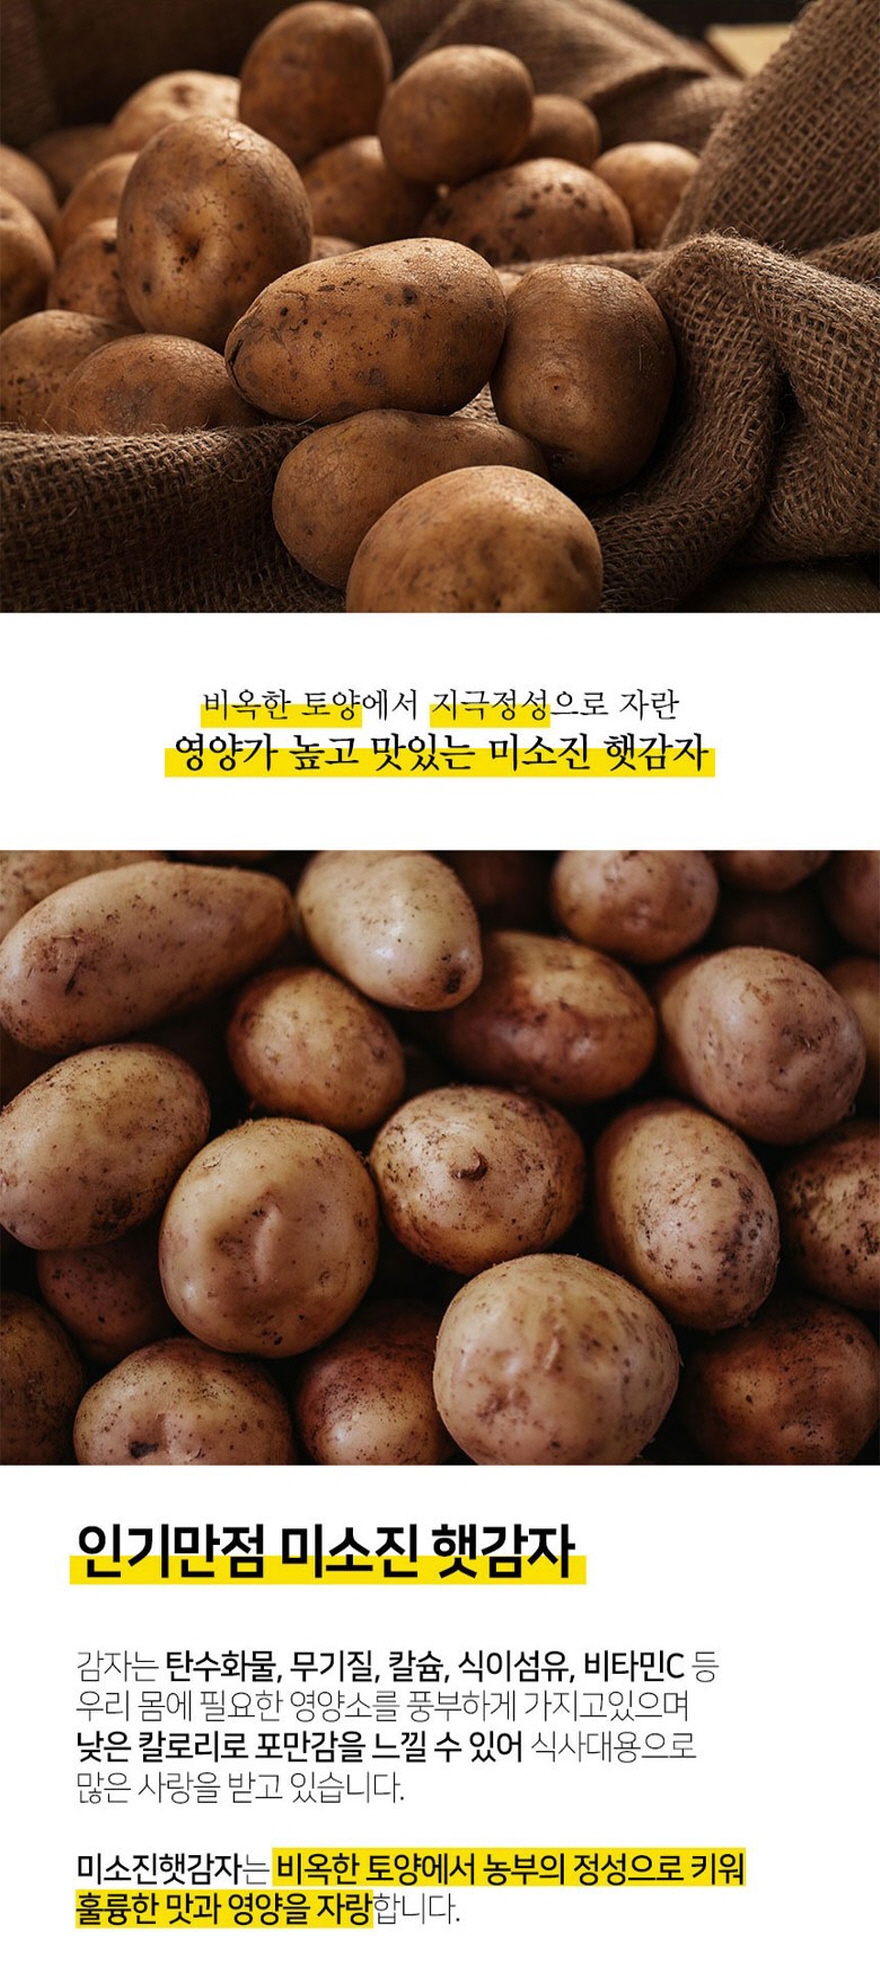 비옥한 토양에서 지극정성으로 자란
영양가 높고 맛있는 미소진 햇감자
인기만점 미소진 햇감자
감자는 탄수화물, 무기질, 칼슘, 식이섬유, 비타민C 등
우리 몸에 필요한 영양소를 풍부하게 가지고있으며
낮은 칼로리로 포만감을 느낄 수 있어 식사대용으로
많은 사랑을 받고 있습니다.
미소진햇감자는 비옥한 토양에서 농부의 정성으로 키워
훌륭한 맛과 영양을 자랑합니다.